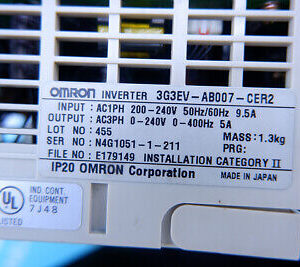 OMRON INVERTER 3G3EV-AB007-CER2
INPUT : AC1PH 200-240V 50Hz/60Hz 9.5A
OUTPUT : AC3PH 0-240V 0-400Hz 5A
LOT NO : 455 MASS: 1.3kg
SER NO : N4G1051-1-211 PRG:
FILE NO : E179149 INSTALLATION CATEGORY II
IP20 OMRON Corporation MADE IN JAPAN
UL
IND. CONT.
EQUIPMENT
7J48
LISTED